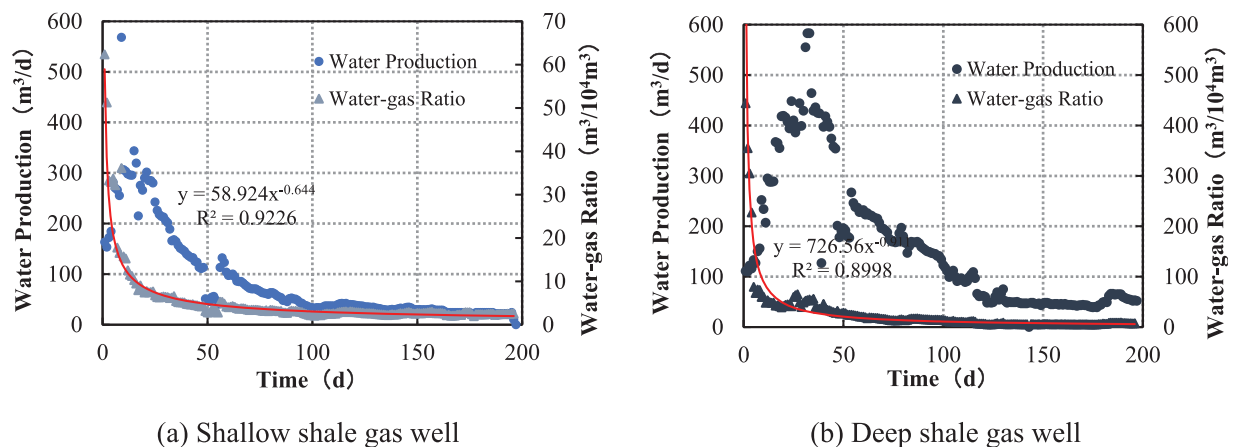 600
500
400
300
200
100
0
Water Production（m³/d）
Water Production
Water-gas Ratio
y = 58.924x^-0.644
R² = 0.9226
70
60
50
40
30
20
10
0
Water-gas Ratio（m³/10⁴m³）
0 50 100 150 200
Time（d）
(a) Shallow shale gas well
600
500
400
300
200
100
0
Water Production（m³/d）
Water Production
Water-gas Ratio
R² = 0.8998
600
500
400
300
200
100
0
Water-gas Ratio（m³/10⁴m³）
0 50 100 150 200
Time（d）
(b) Deep shale gas well